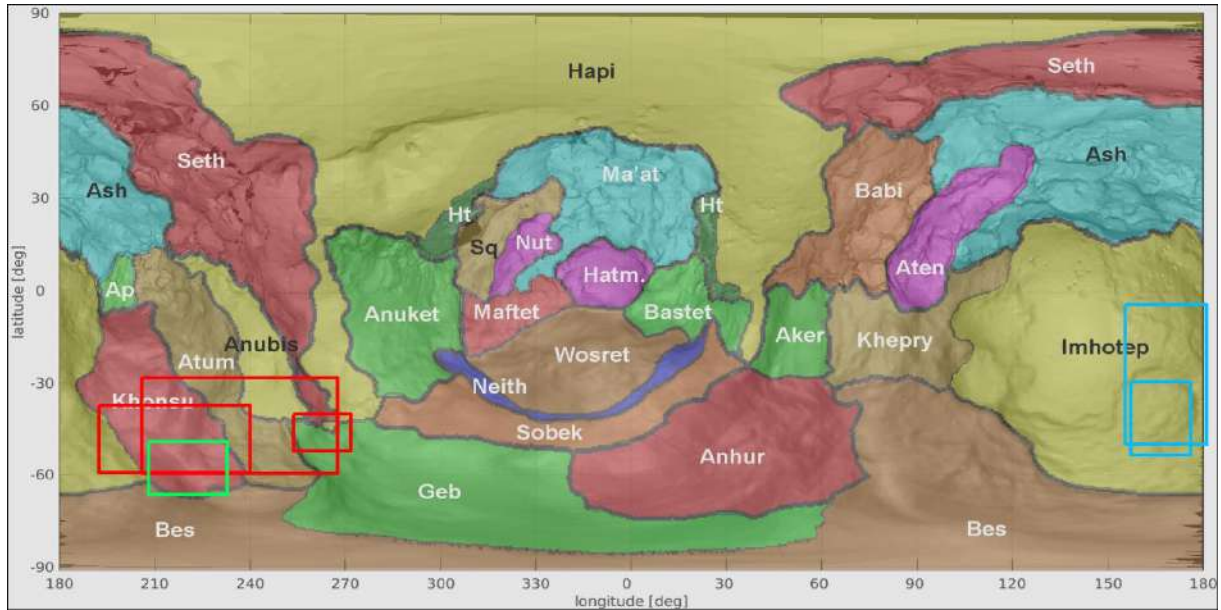 90
Hapi
Seth
60
Seth
Ash
Ma'at
Ash
Babi
30
Ht
Ht
Sq
Nut
Aten
latitude [deg]
0
Ap
Hatm.
Anuket
Maftet
Bastet
Aker
Khepry
Imhotep
Anubis
Atum
Wosret
-30
Khonsu
Neith
Sobek
Anhur
-60
Geb
Bes
Bes
-90
180 210 240 270 300 330 0 30 60 90 120 150 180
longitude [deg]